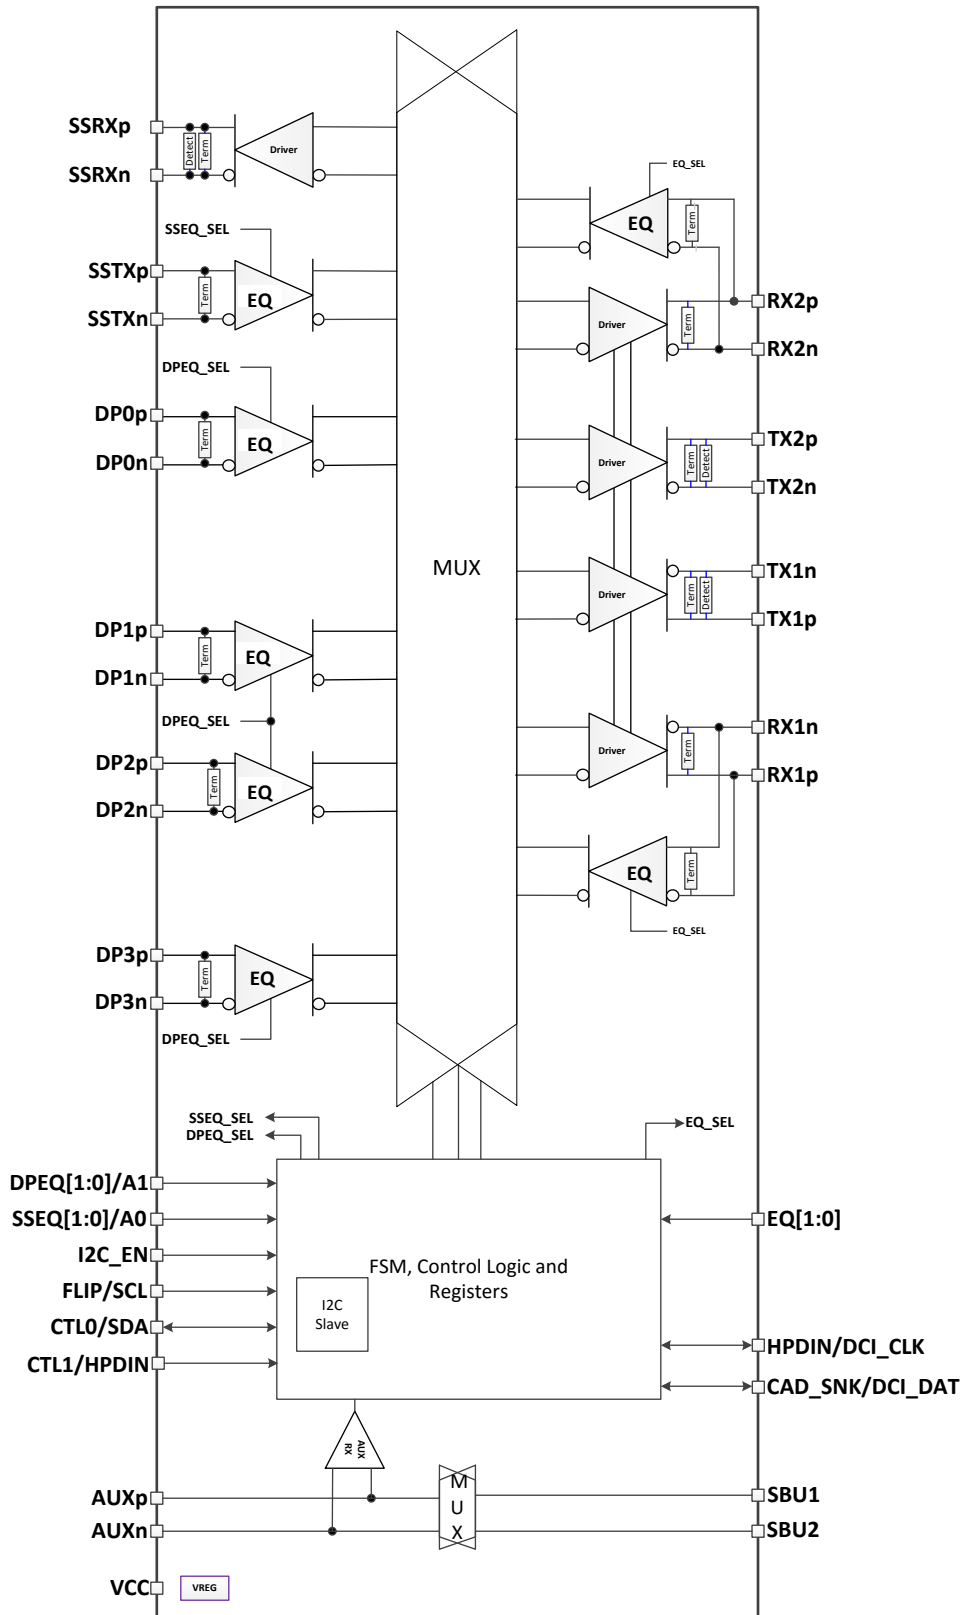 SSRXp
SSRXn
Detect
Term
Driver
SSEQ_SEL
SSTXp
SSTXn
Term
EQ
DPEQ_SEL
DP0p
DP0n
Term
EQ
DP1p
DP1n
Term
EQ
DPEQ_SEL
DP2p
DP2n
Term
EQ
DP3p
DP3n
Term
EQ
DPEQ_SEL
MUX
EQ_SEL
EQ
Term
RX2p
RX2n
Driver
Term
TX2p
TX2n
Driver
Term
Detect
TX1n
TX1p
Driver
Term
Detect
RX1n
RX1p
Driver
Term
EQ
Term
EQ_SEL
SSEQ_SEL
DPEQ_SEL
EQ_SEL
DPEQ[1:0]/A1
SSEQ[1:0]/A0
I2C_EN
FLIP/SCL
CTL0/SDA
CTL1/HPDIN
FSM, Control Logic and
Registers
I2C
Slave
EQ[1:0]
HPDIN/DCI_CLK
CAD_SNK/DCI_DAT
AUX
RX
AUXp
AUXn
M
U
X
SBU1
SBU2
VCC
VREG